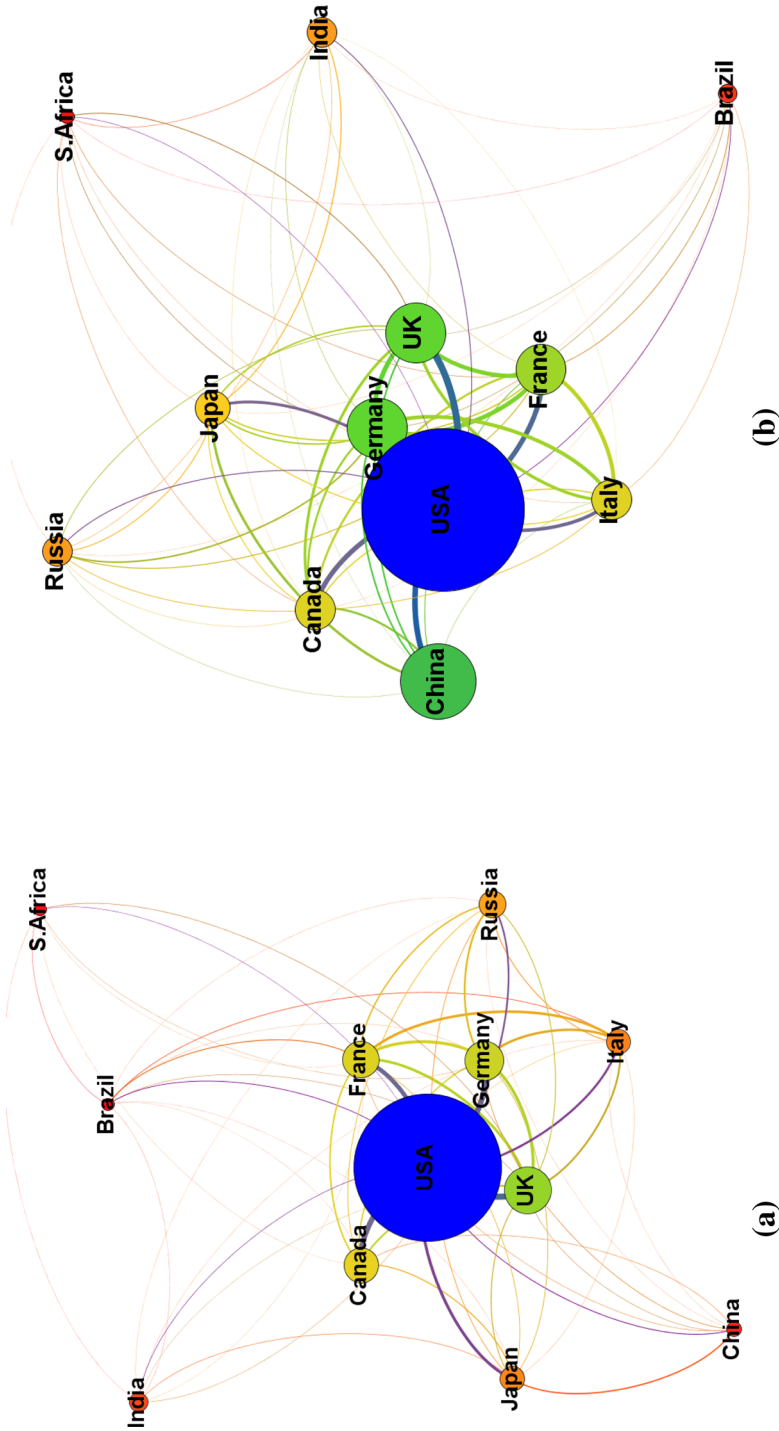 S.Africa
Brazil
India
France
Russia
Germany
USA
Canada
UK
Italy
Japan
China
(a)
S.Africa
Russia
India
Japan
UK
Germany
Canada
USA
France
China
Italy
Brazil
(b)